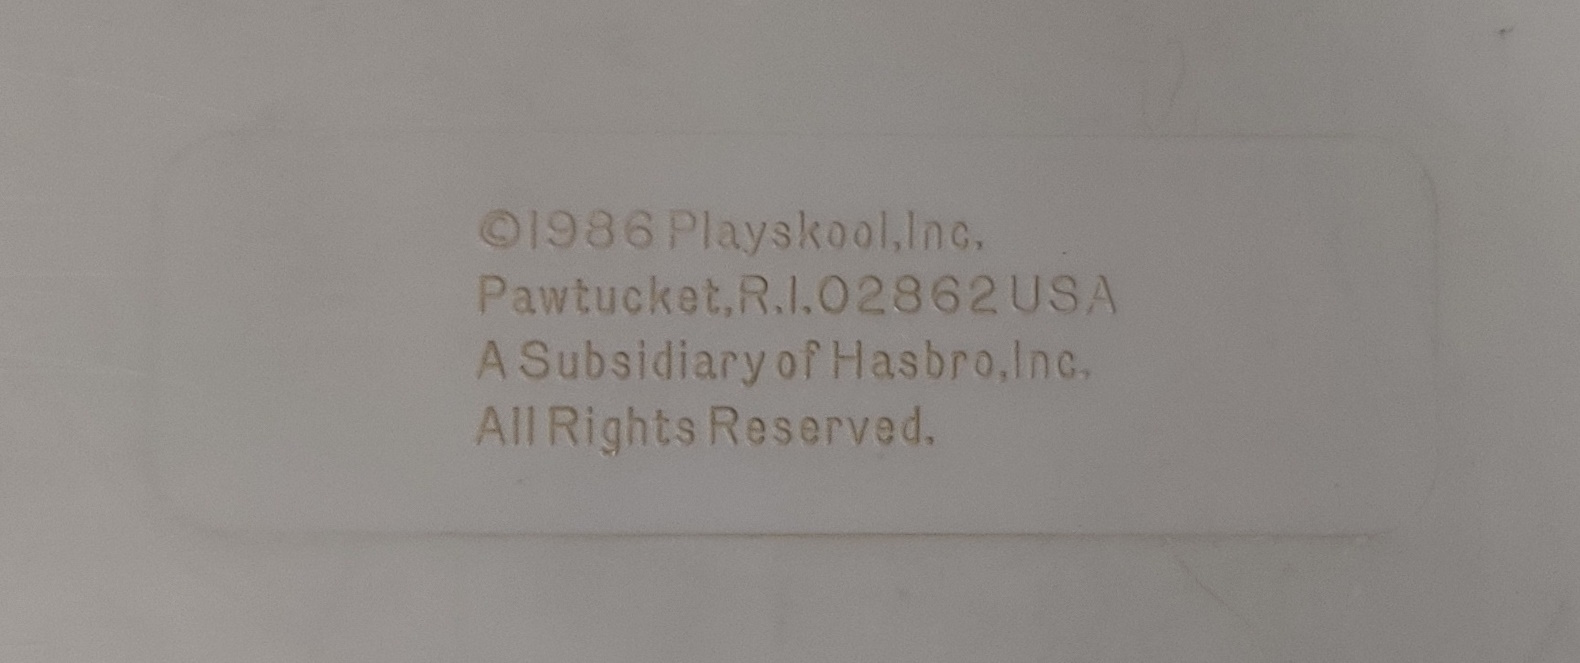 ©1986 Playskool,Inc.
Pawtucket,R.I.02862 USA
A Subsidiary of Hasbro,Inc.
All Rights Reserved.